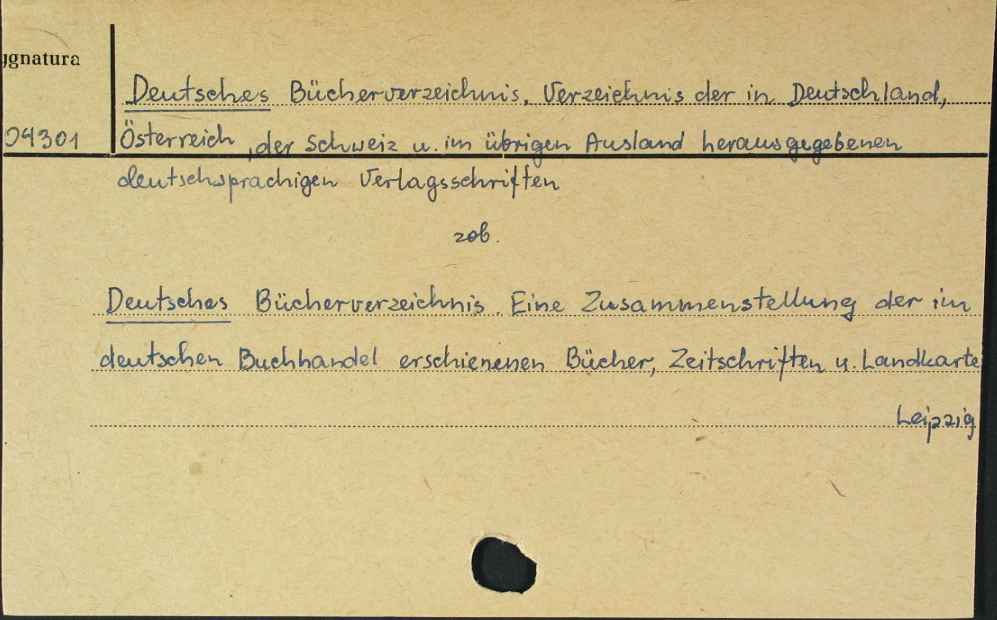 ygnatura
Deutsches Bücherverzeichnis. Verzeichnis der in Deutschland,
04301 Österreich, der Schweiz u. im übrigen Ausland herausgegebenen
deutschsprachigen Verlagsschriften
zob.
Deutsches Bücherverzeichnis. Eine Zusammenstellung der im
deutschen Buchhandel erschienenen Bücher, Zeitschriften u. Landkarte
Leipzig